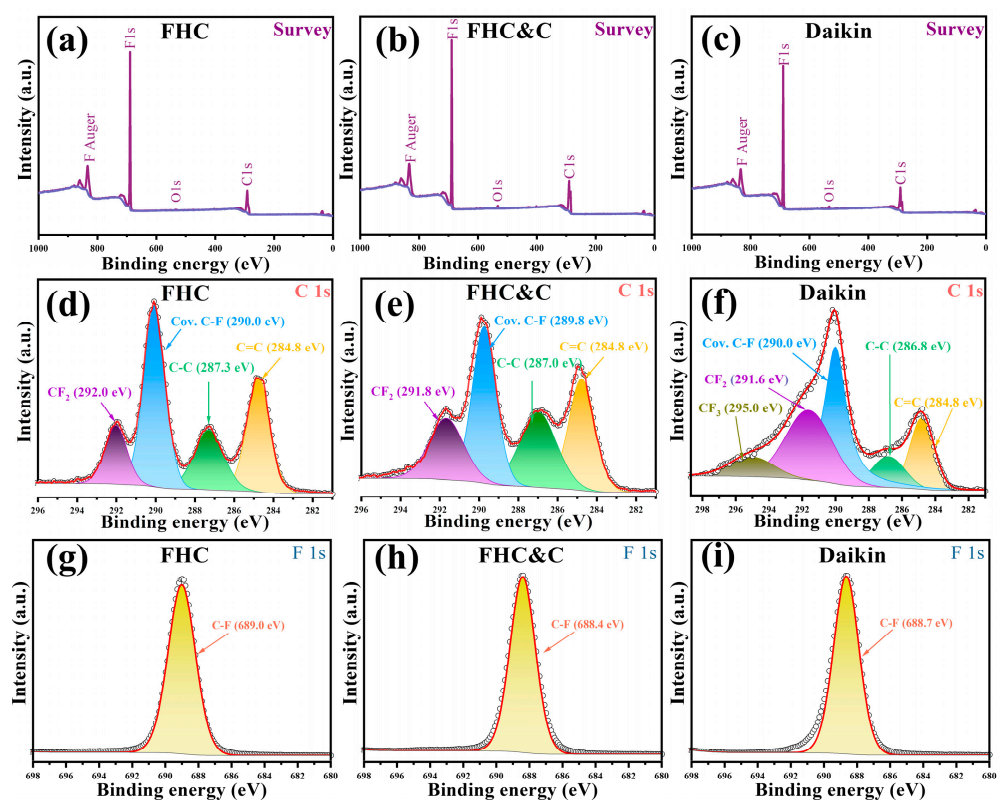 (a) FHC Survey
F1s
F Auger
O1s
C1s
Intensity (a.u.)
1000 800 600 400 200 0
Binding energy (eV)
(b) FHC&C Survey
F1s
F Auger
O1s
C1s
Intensity (a.u.)
1000 800 600 400 200 0
Binding energy (eV)
(c) Daikin Survey
F1s
F Auger
O1s
C1s
Intensity (a.u.)
1000 800 600 400 200 0
Binding energy (eV)
(d) FHC C 1s
Cov. C-F (290.0 eV)
C=C (284.8 eV)
C-C (287.3 eV)
CF2 (292.0 eV)
Intensity (a.u.)
296 294 292 290 288 286 284 282
Binding energy (eV)
(e) FHC&C C 1s
Cov. C-F (289.8 eV)
C=C (284.8 eV)
C-C (287.0 eV)
CF2 (291.8 eV)
Intensity (a.u.)
296 294 292 290 288 286 284 282
Binding energy (eV)
(f) Daikin C 1s
Cov. C-F (290.0 eV)
C-C (286.8 eV)
CF2
(291.6 eV)
CF3 (295.0 eV)
C=C (284.8 eV)
Intensity (a.u.)
298 296 294 292 290 288 286 284 282
Binding energy (eV)
(g) FHC F 1s
C-F (689.0 eV)
Intensity (a.u.)
698 696 694 692 690 688 686 684 682 680
Binding energy (eV)
(h) FHC&C F 1s
C-F (688.4 eV)
Intensity (a.u.)
698 696 694 692 690 688 686 684 682 680
Binding energy (eV)
(i) Daikin F 1s
C-F (688.7 eV)
Intensity (a.u.)
698 696 694 692 690 688 686 684 682 680
Binding energy (eV)